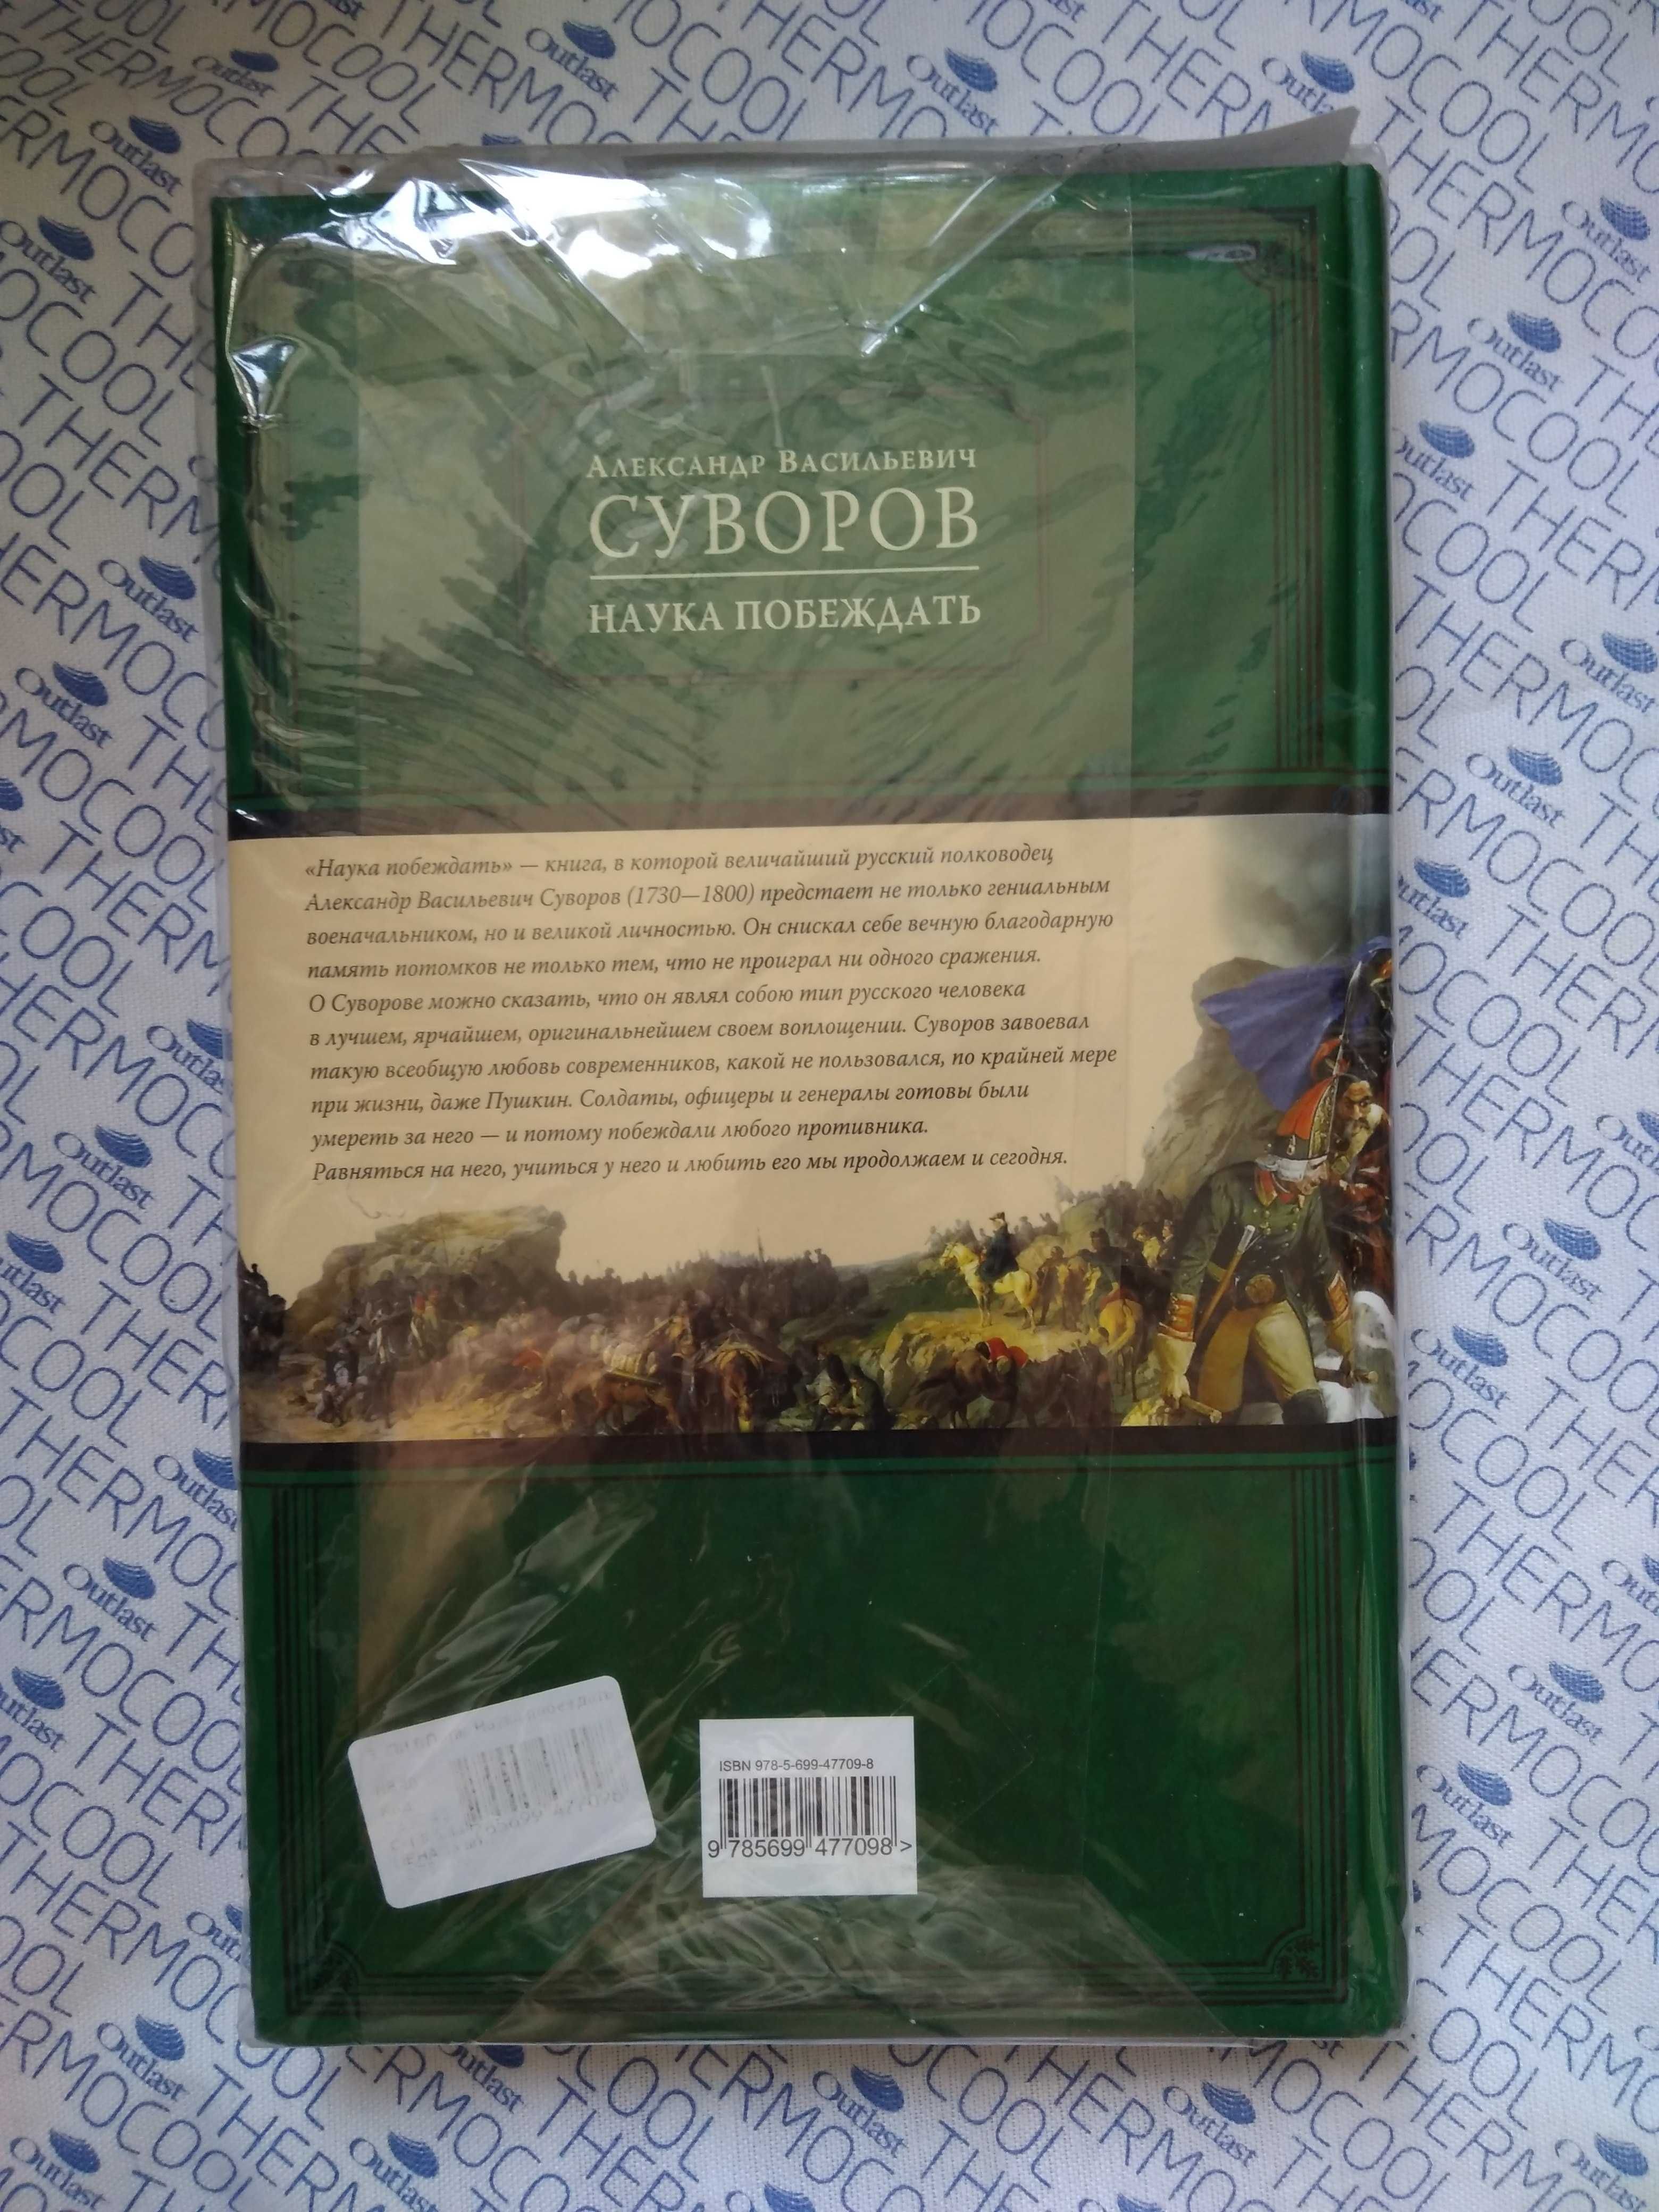 Александр Васильевич
СУВОРОВ
НАУКА ПОБЕЖДАТЬ
«Наука побеждать» — книга, в которой величайший русский полководец
Александр Васильевич Суворов (1730—1800) предстает не только гениальным
военачальником, но и великой личностью. Он снискал себе вечную благодарную
память потомков не только тем, что не проиграл ни одного сражения.
О Суворове можно сказать, что он являл собою тип русского человека
в лучшем, ярчайшем, оригинальнейшем своем воплощении. Суворов завоевал
такую всеобщую любовь современников, какой не пользовался, по крайней мере
при жизни, даже Пушкин. Солдаты, офицеры и генералы готовы были
умереть за него — и потому побеждали любого противника.
Равняться на него, учиться у него и любить его мы продолжаем и сегодня.
ISBN 978-5-699-47709-8
9 785699 477098 >
Outlast
THERMOCOOL